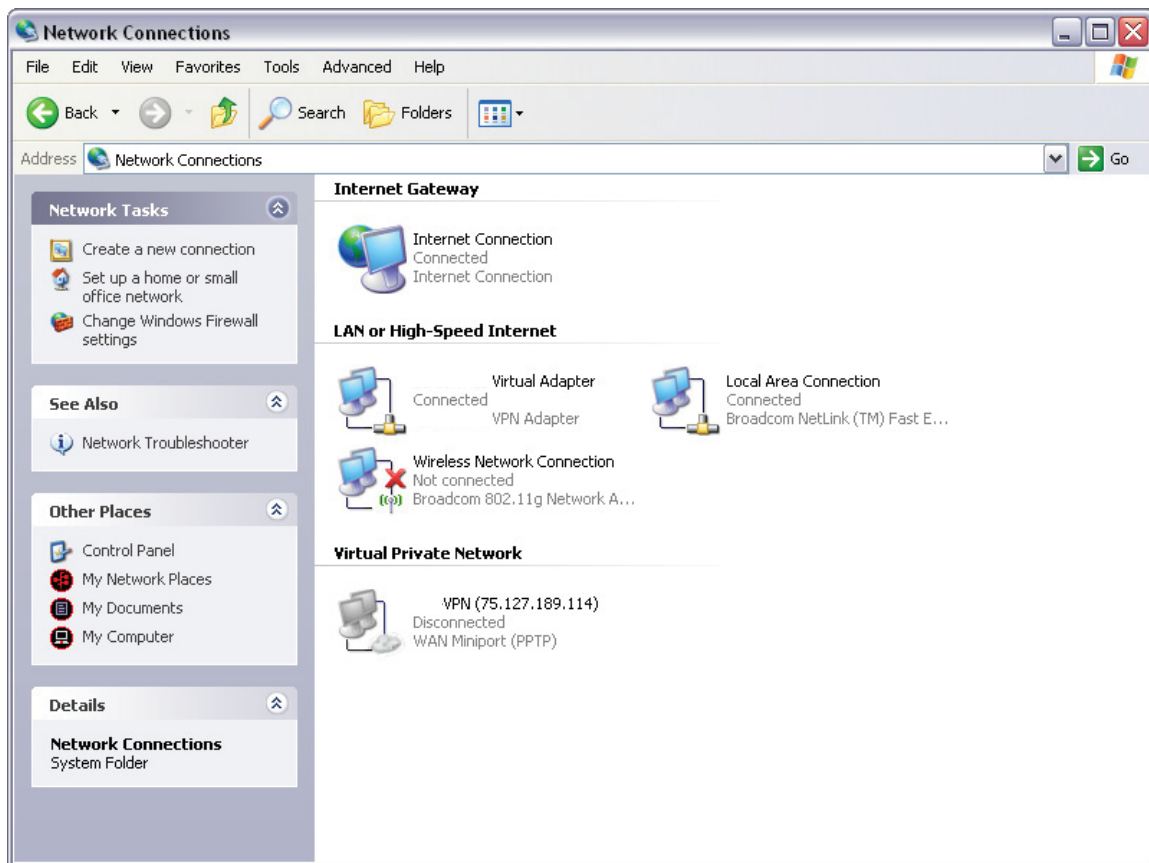 Network Connections
File Edit View Favorites Tools Advanced Help
Back Search Folders
Address Network Connections Go
Network Tasks
Create a new connection
Set up a home or small
office network
Change Windows Firewall
settings
See Also
Network Troubleshooter
Other Places
Control Panel
My Network Places
My Documents
My Computer
Details
Network Connections
System Folder
Internet Gateway
Internet Connection
Connected
Internet Connection
LAN or High-Speed Internet
Virtual Adapter
Connected
VPN Adapter
Local Area Connection
Connected
Broadcom NetLink (TM) Fast E...
Wireless Network Connection
Not connected
Broadcom 802.11g Network A...
Virtual Private Network
VPN (75.127.189.114)
Disconnected
WAN Miniport (PPTP)